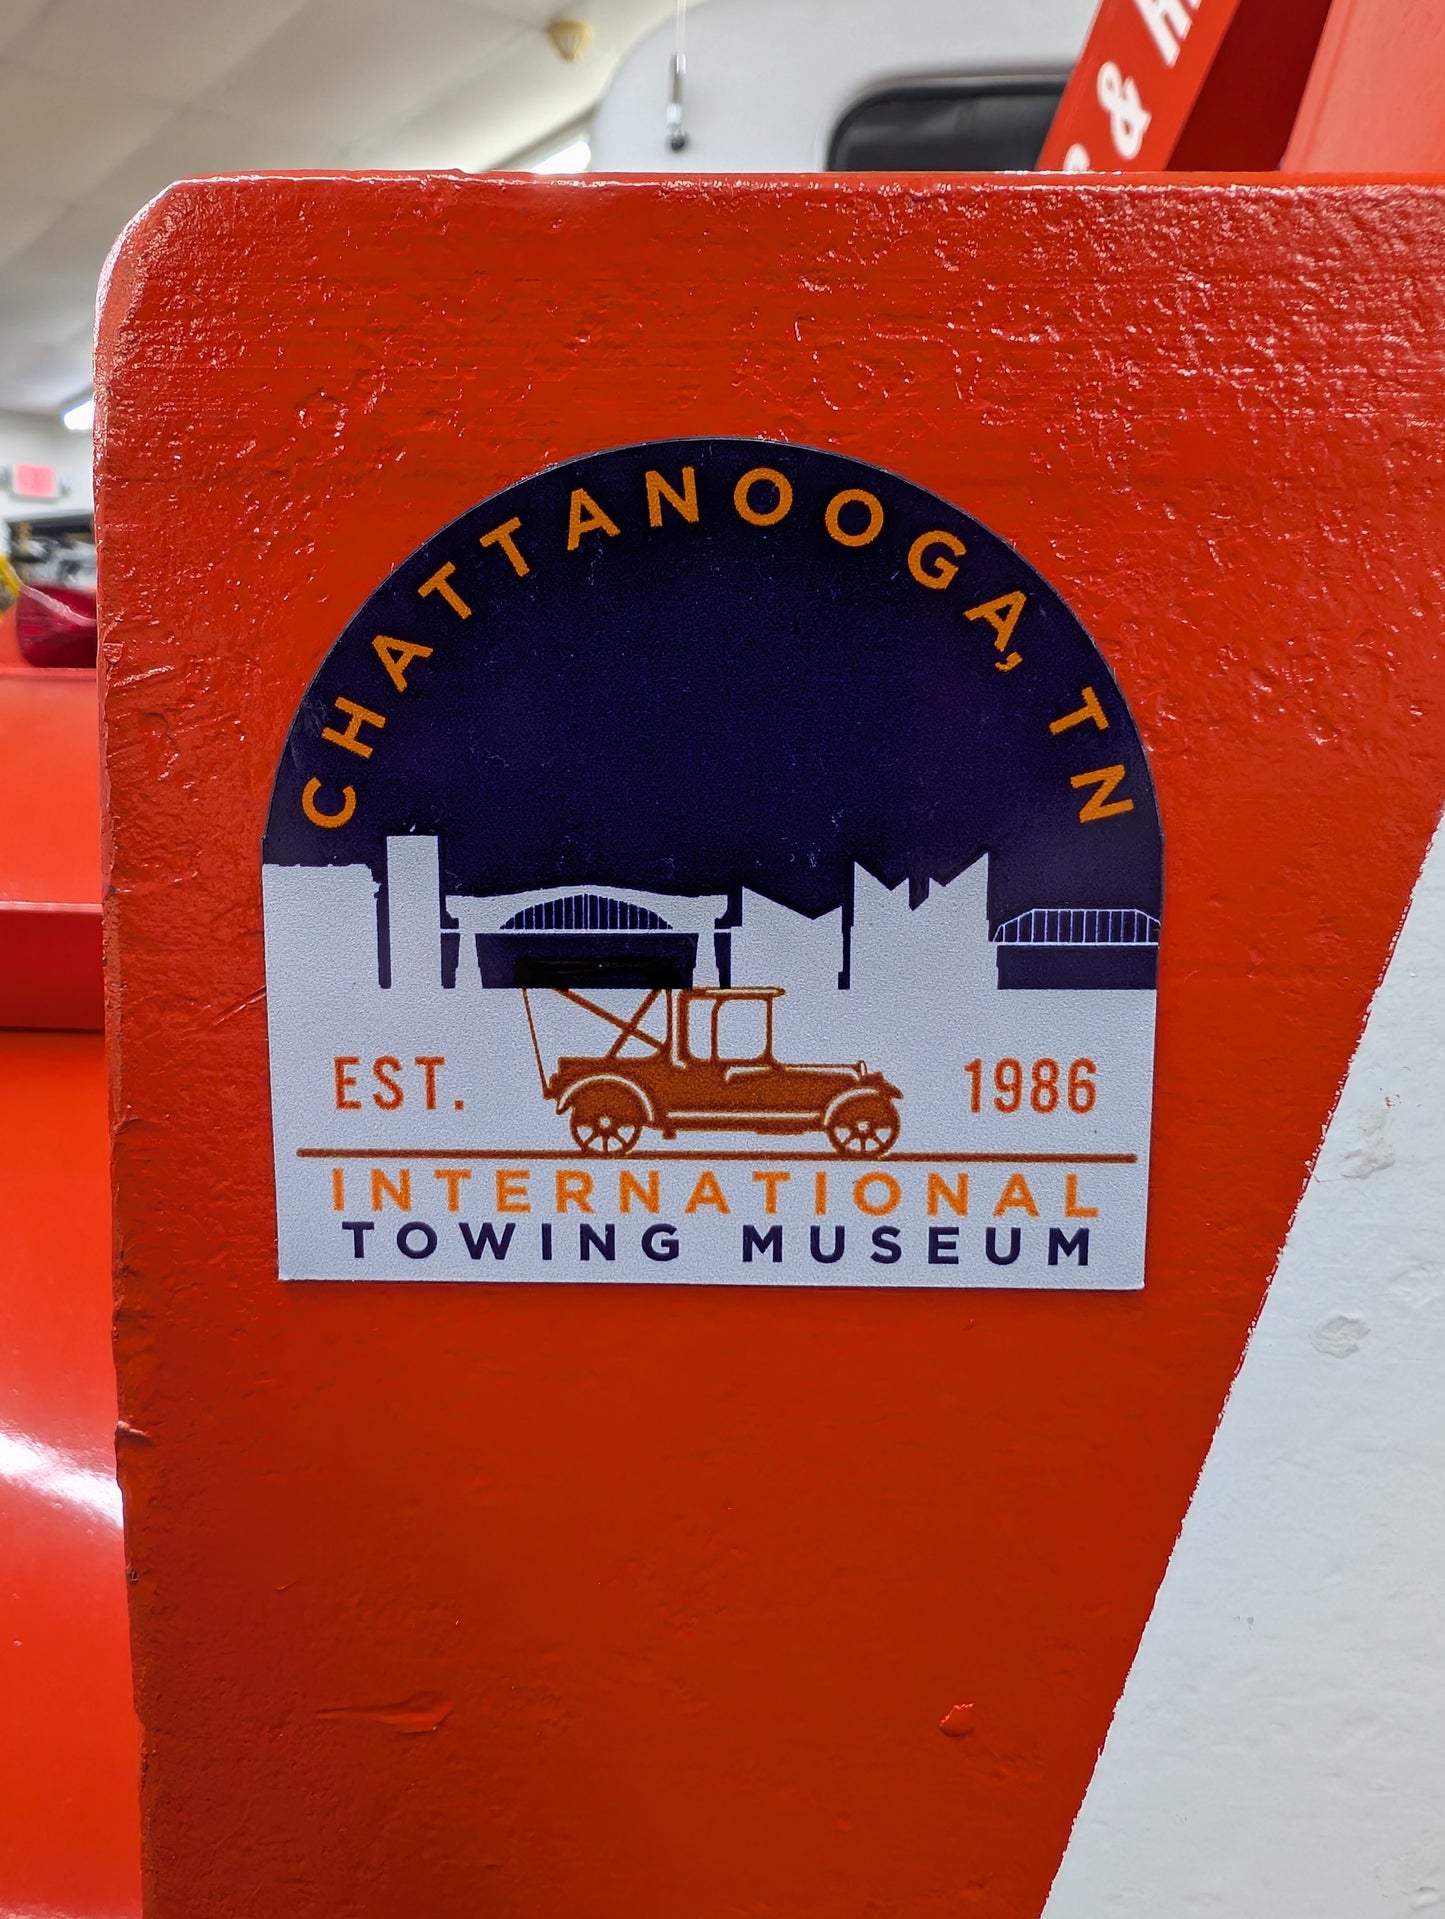 &
CHATTANOOGA, TN
EST. 1986
INTERNATIONAL
TOWING MUSEUM